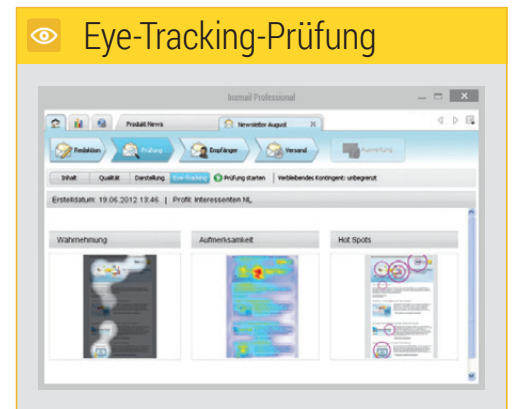 Eye-Tracking-Prüfung
Inxmail Professional
Produkt News
Newsletter August X
Redaktion
Prüfung
Empfänger
Versand
Auswertung
Inhalt Qualität Darstellung Eye-Tracking Prüfung starten Verbleibendes Kontingent: unbegrenzt
Erstelldatum: 19.06.2012 13:46 | Profil: Interessenten NL,
Wahrnehmung
Aufmerksamkeit
Hot Spots